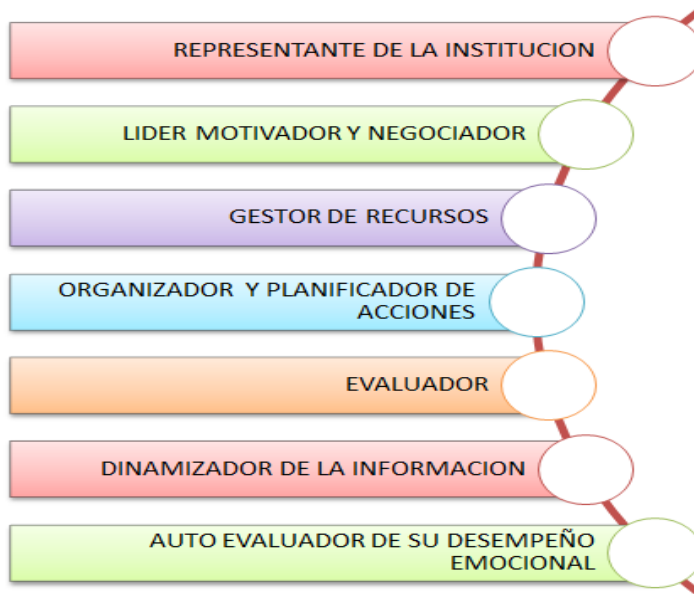 REPRESENTANTE DE LA INSTITUCION
LIDER MOTIVADOR Y NEGOCIADOR
GESTOR DE RECURSOS
ORGANIZADOR Y PLANIFICADOR DE
ACCIONES
EVALUADOR
DINAMIZADOR DE LA INFORMACION
AUTO EVALUADOR DE SU DESEMPEÑO
EMOCIONAL